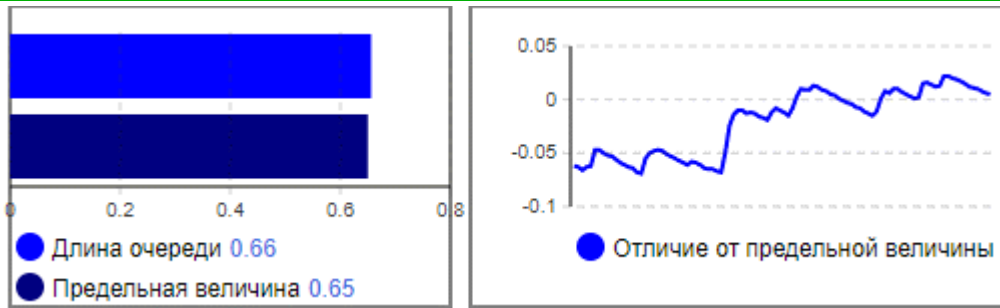 0 0.2 0.4 0.6 0.8
Длина очереди 0.66
Предельная величина 0.65
0.05
0
-0.05
-0.1
Отличие от предельной величины